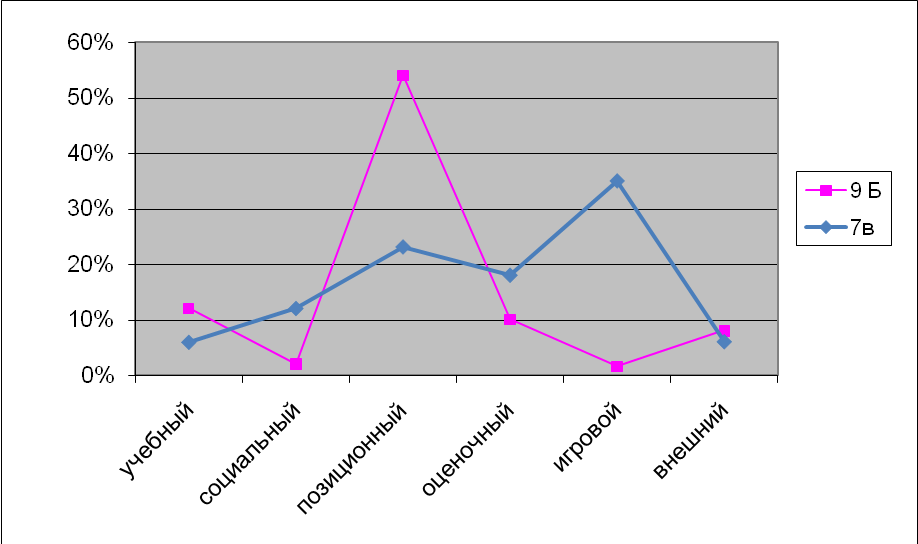 60%
50%
40%
30%
20%
10%
0%
учебный
социальный
позиционный
оценочный
игровой
внешний
9 Б
7в